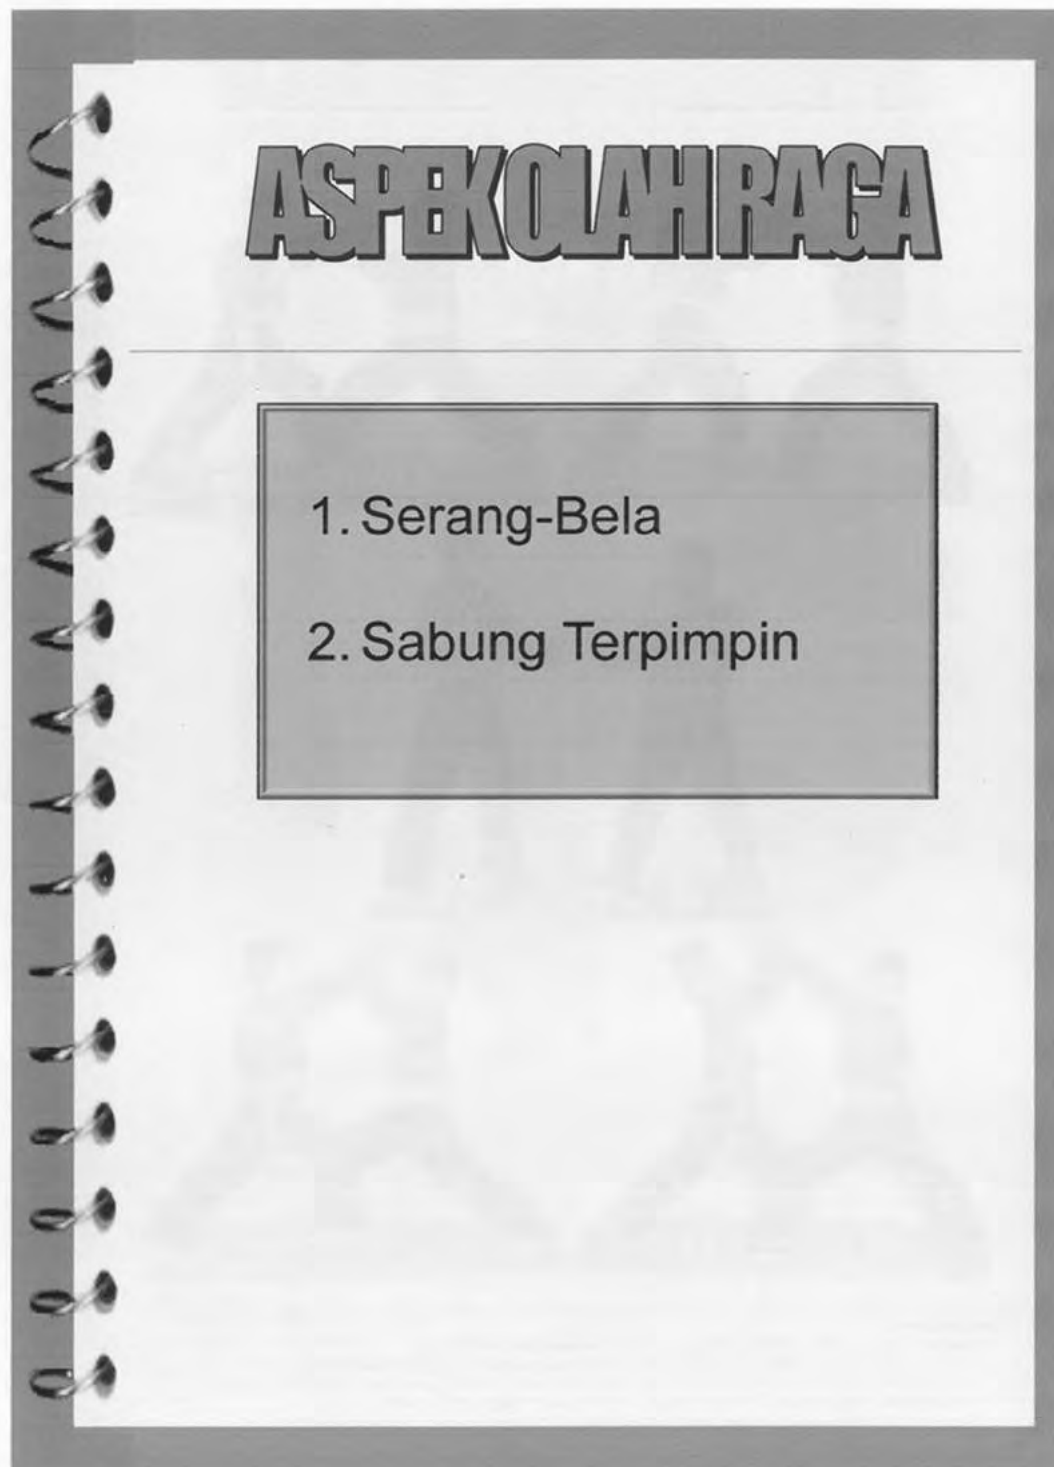 ASPEK OLAH RAGA
1. Serang-Bela
2. Sabung Terpimpin